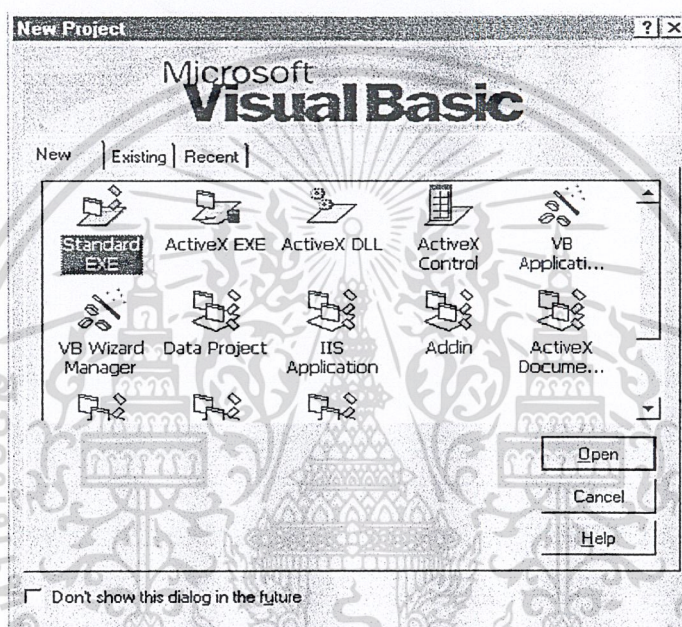 New Project ? ×
Microsoft
Visual Basic
New Existing Recent
Standard EXE ActiveX EXE ActiveX DLL ActiveX Control VB Applicati...
VB Wizard Manager Data Project IIS Application Addin ActiveX Docume...
Open
Cancel
Help
Don't show this dialog in the future